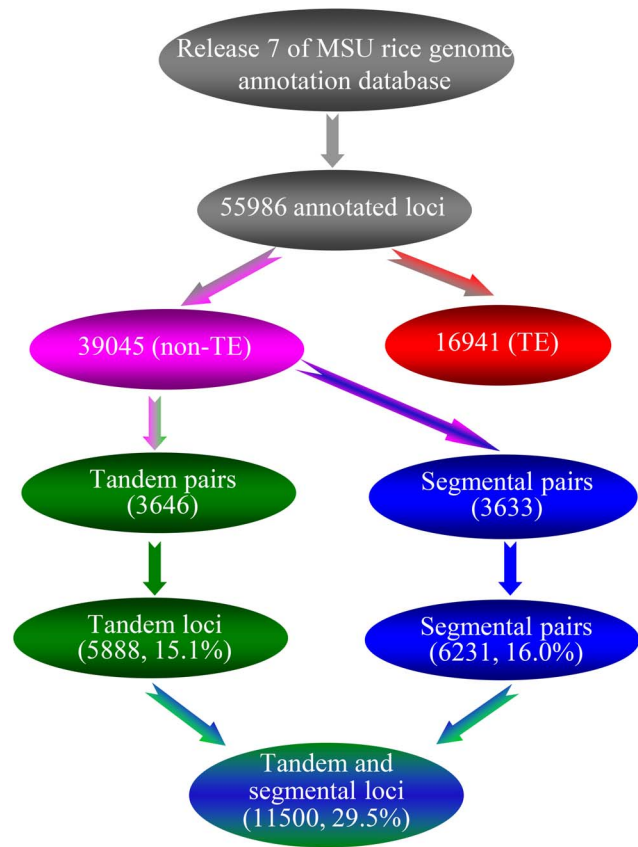 Release 7 of MSU rice genome
annotation database
55986 annotated loci
39045 (non-TE)
16941 (TE)
Tandem pairs
(3646)
Segmental pairs
(3633)
Tandem loci
(5888, 15.1%)
Segmental pairs
(6231, 16.0%)
Tandem and
segmental loci
(11500, 29.5%)